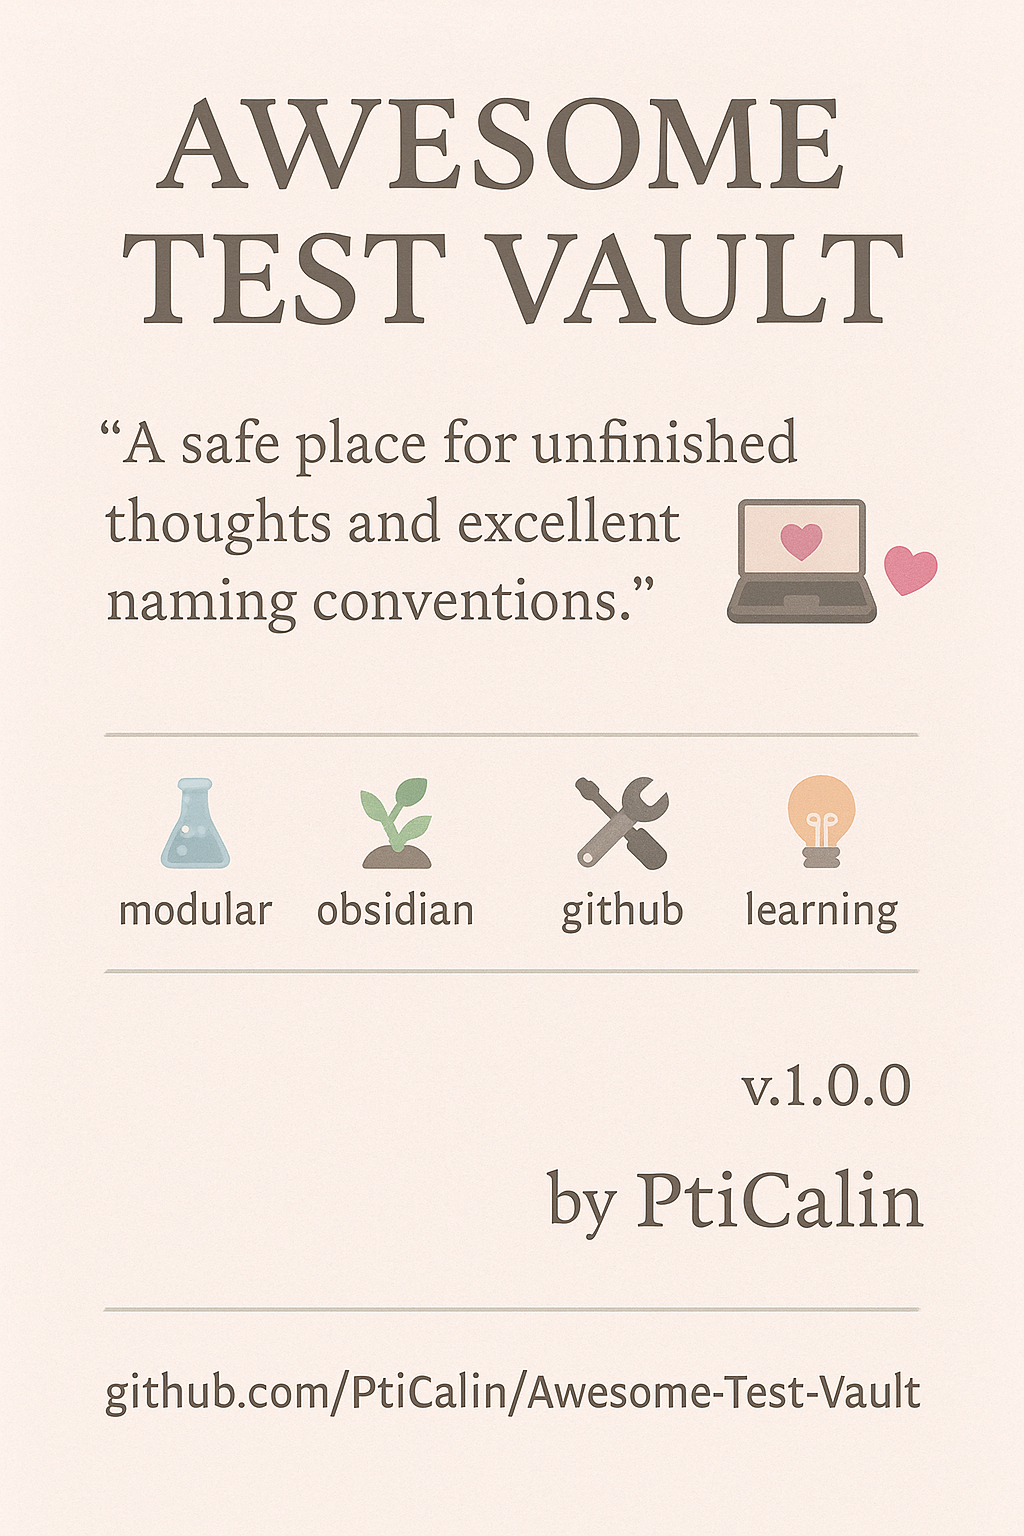 AWESOME
TEST VAULT
“A safe place for unfinished
thoughts and excellent
naming conventions.”
modular obsidian github learning
v.1.0.0
by PtiCalin
github.com/PtiCalin/Awesome-Test-Vault